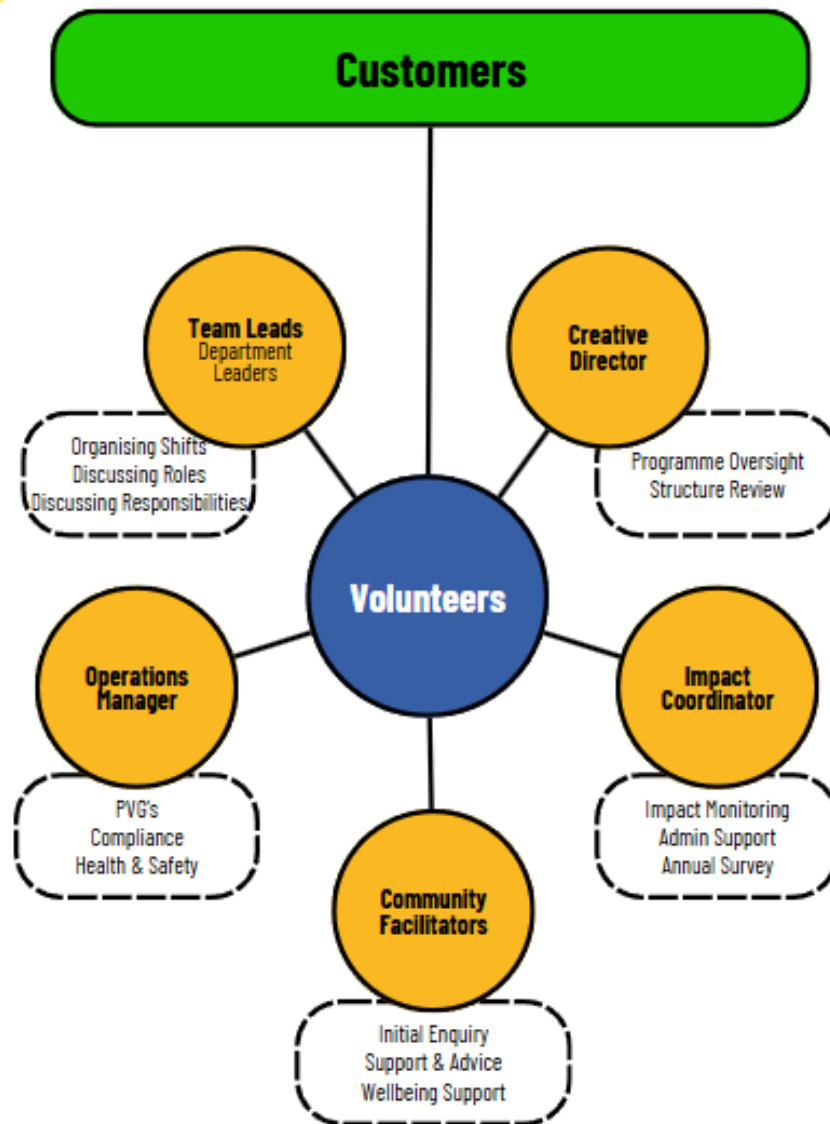 Customers
Team Leads
Department
Leaders
Organising Shifts
Discussing Roles
Discussing Responsibilities
Creative
Director
Programme Oversight
Structure Review
Volunteers
Operations
Manager
PVG's
Compliance
Health & Safety
Impact
Coordinator
Impact Monitoring
Admin Support
Annual Survey
Community
Facilitators
Initial Enquiry
Support & Advice
Wellbeing Support